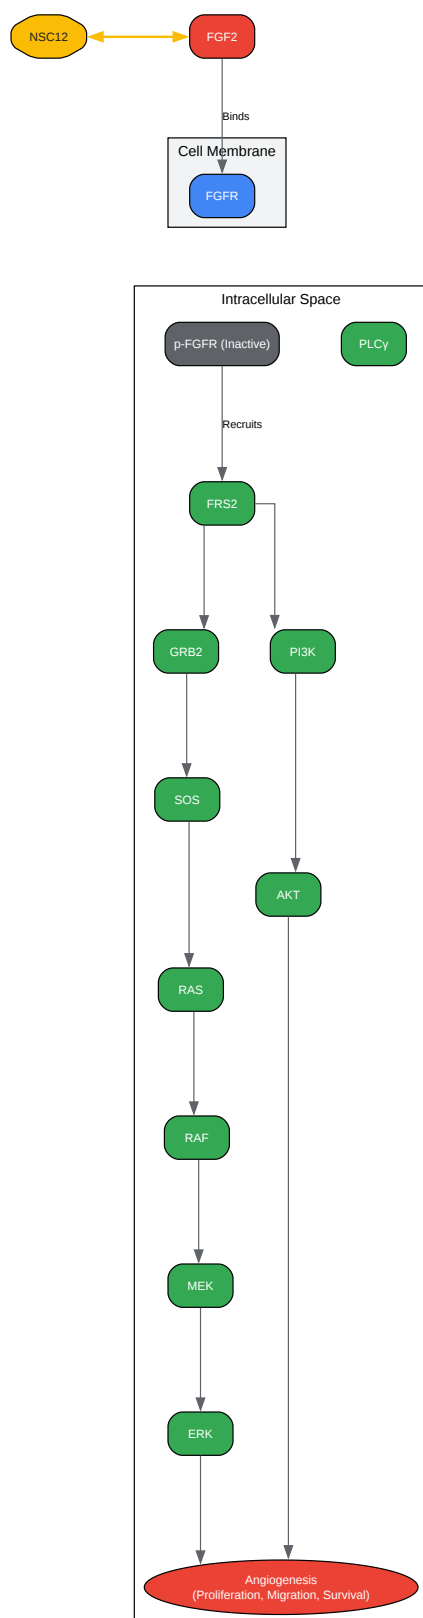 NSC12
FGF2
Binds
Cell Membrane
FGFR
Intracellular Space
p-FGFR (Inactive)
PLCγ
Recruits
FRS2
GRB2
PI3K
SOS
AKT
RAS
RAF
MEK
ERK
Angiogenesis
(Proliferation, Migration, Survival)